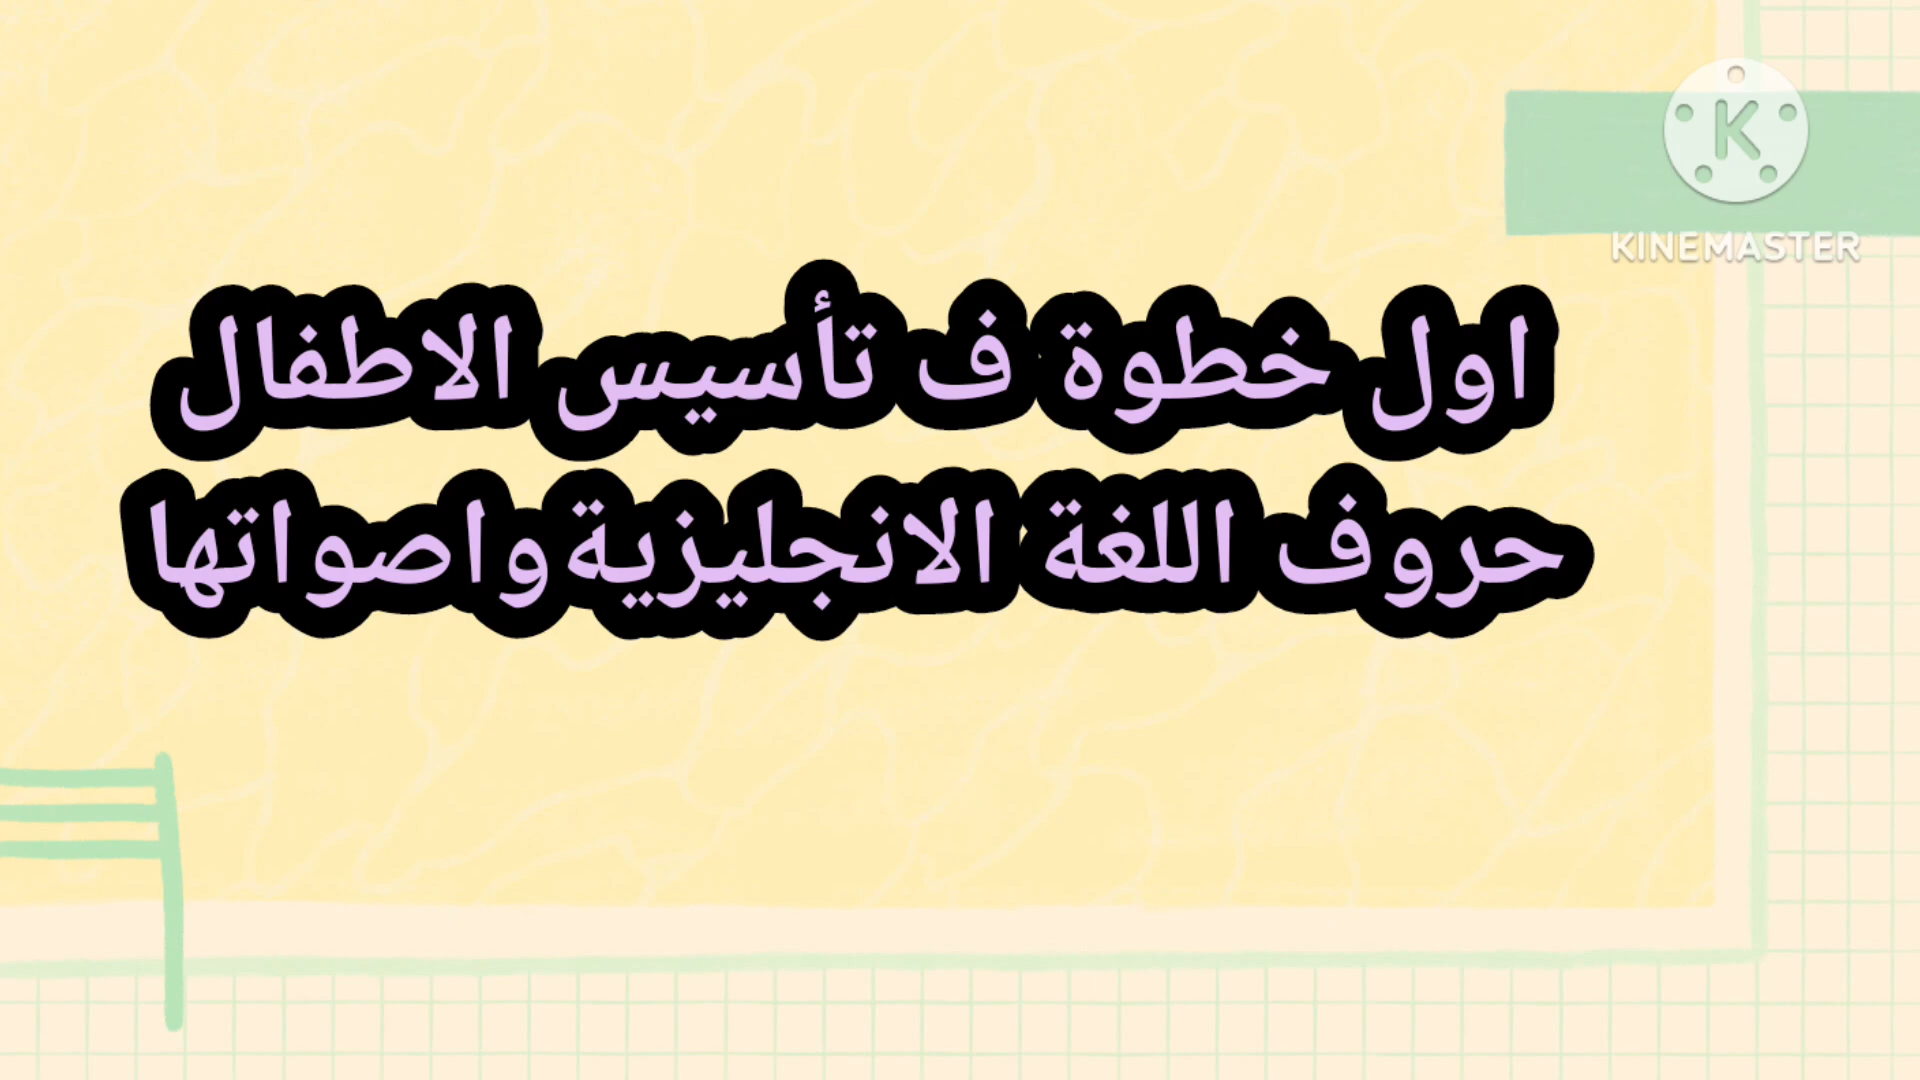 K
KINEMASTER
اول خطوة ف تأسيس الاطفال
حروف اللغة الانجليزية واصواتها